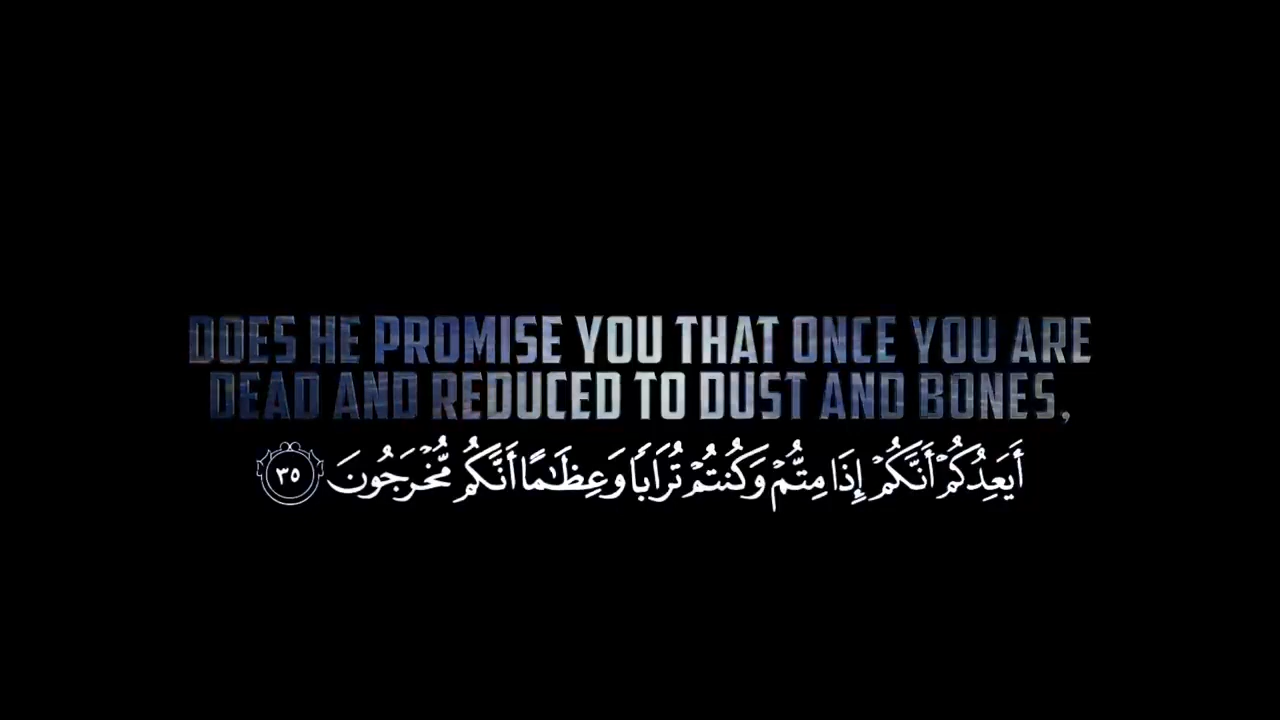 DOES HE PROMISE YOU THAT ONCE YOU ARE
DEAD AND REDUCED TO DUST AND BONES,
أَيَعِدُكُمْ أَنَّكُمْ إِذَا مِتُّمْ وَكُنتُمْ تُرَابًا وَعِظَـٰمًا أَنَّكُم مُّخْرَجُونَ ٣٥